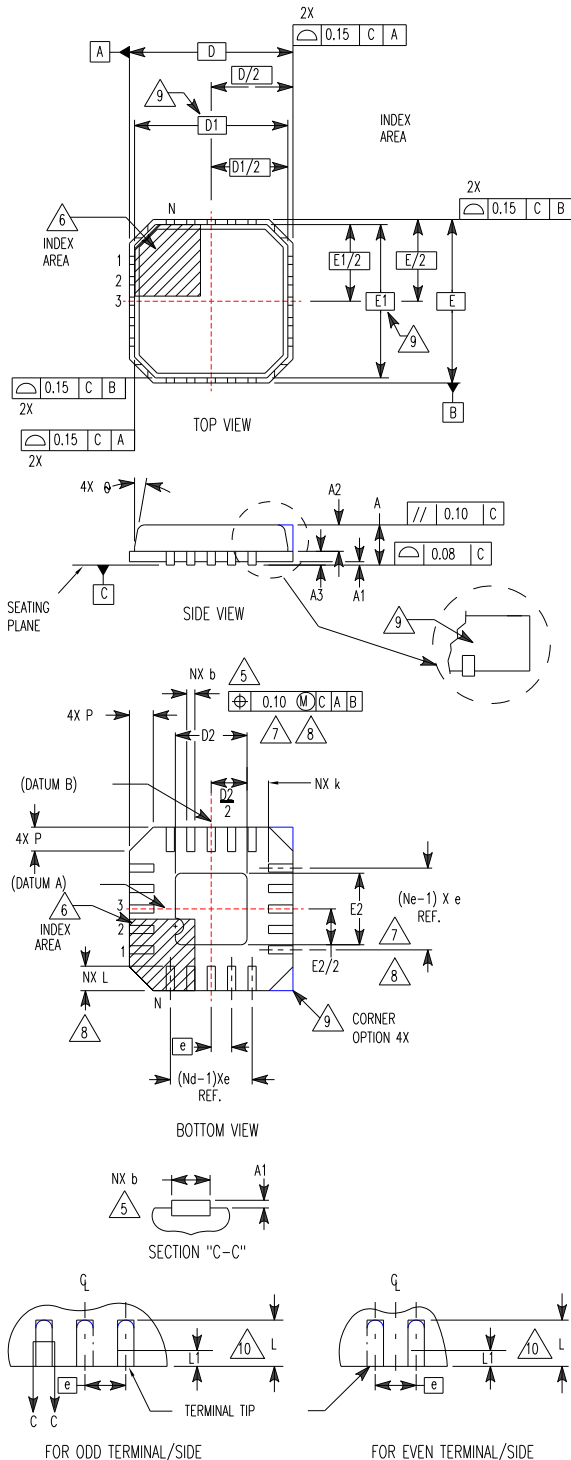 2X
0.15 C A
A
D
D/2
9
D1
INDEX
AREA
D1/2
2X
0.15 C B
N
6
INDEX
AREA
1
2
3
E1/2
E/2
E1
E
9
0.15 C B
2X
B
0.15 C A
2X
TOP VIEW
4X θ
A2
A
// 0.10 C
0.08 C
A3
A1
C
SEATING
PLANE
SIDE VIEW
9
NX b
5
0.10 M C A B
4X P
D2
7
8
(DATUM B)
D2
2
NX k
4X P
(DATUM A)
6
INDEX
AREA
3
2
1
E2
(Ne-1) X e
REF.
7
E2/2
8
NX L
8
N
9
CORNER
OPTION 4X
e
(Nd-1)Xe
REF.
BOTTOM VIEW
NX b
A1
5
SECTION "C-C"
CL
CL
10
L
L1
10
L
L1
e
e
C C
TERMINAL TIP
FOR ODD TERMINAL/SIDE
FOR EVEN TERMINAL/SIDE